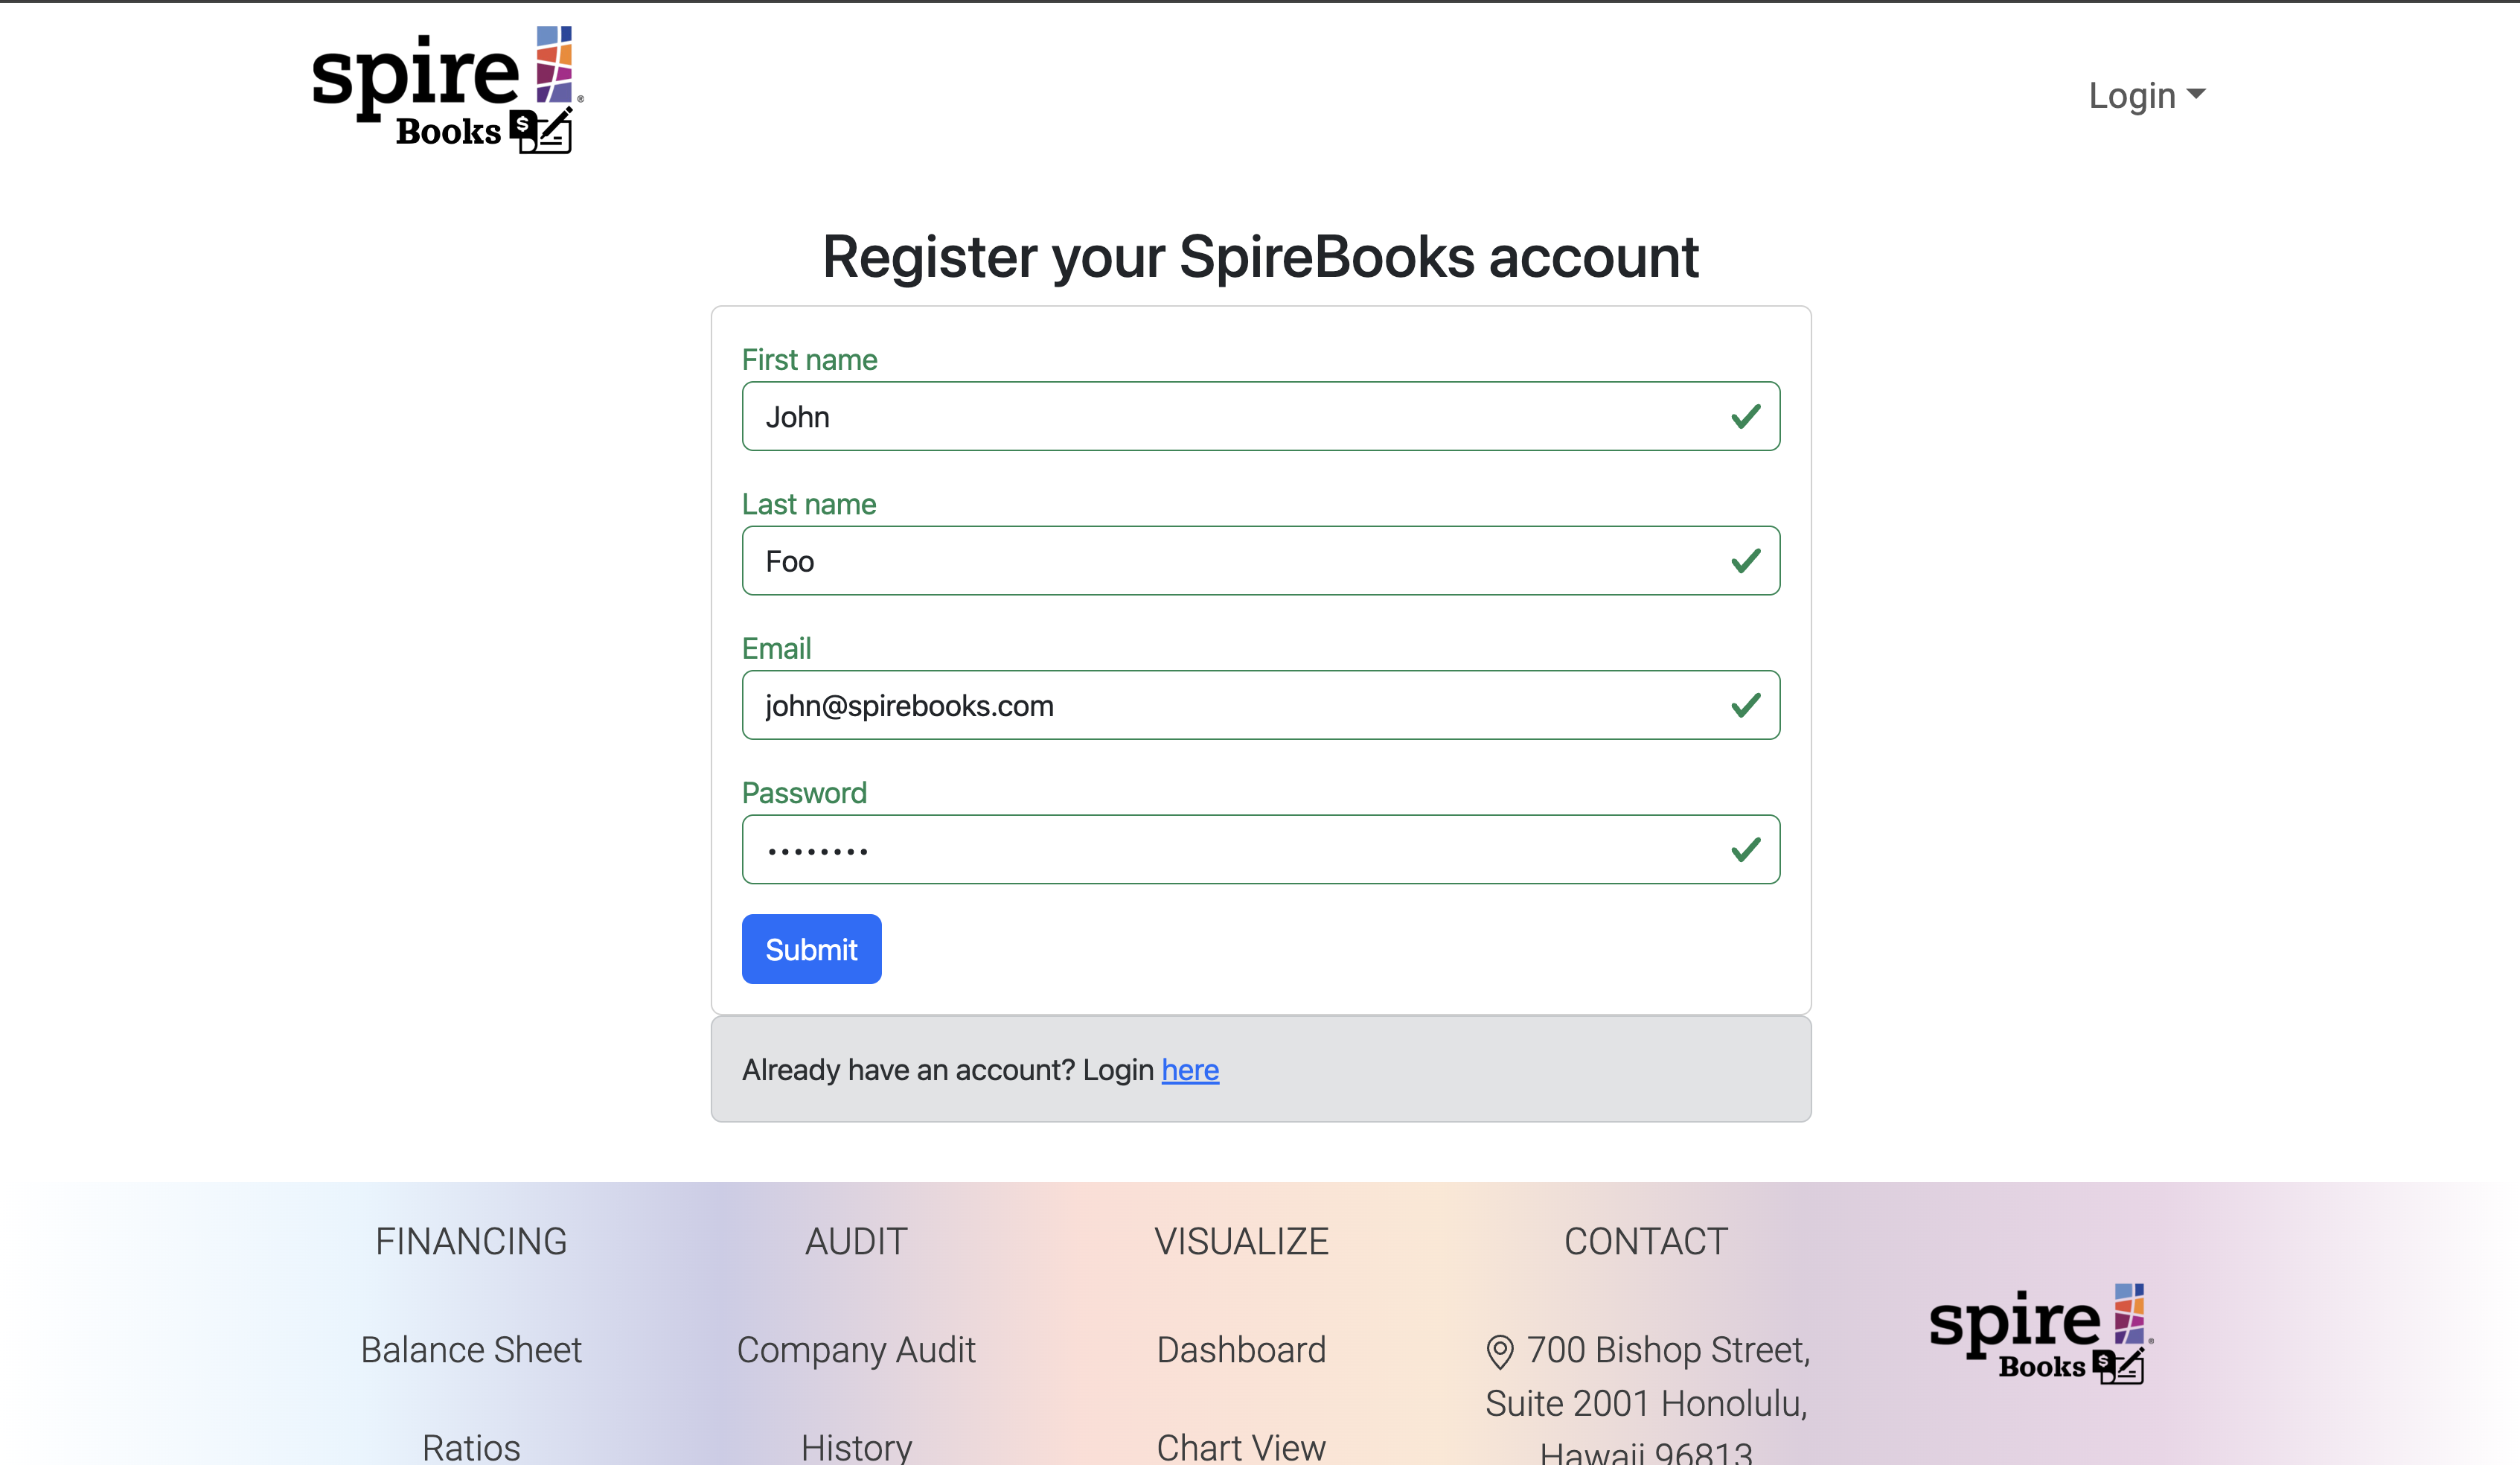 spire
Books
Login
Register your SpireBooks account
First name
John
Last name
Foo
Email
john@spirebooks.com
Password
••••••••
Submit
Already have an account? Login here
FINANCING
Balance Sheet
Ratios
AUDIT
Company Audit
History
VISUALIZE
Dashboard
Chart View
CONTACT
700 Bishop Street,
Suite 2001 Honolulu,
Hawaii 96813
spire
Books